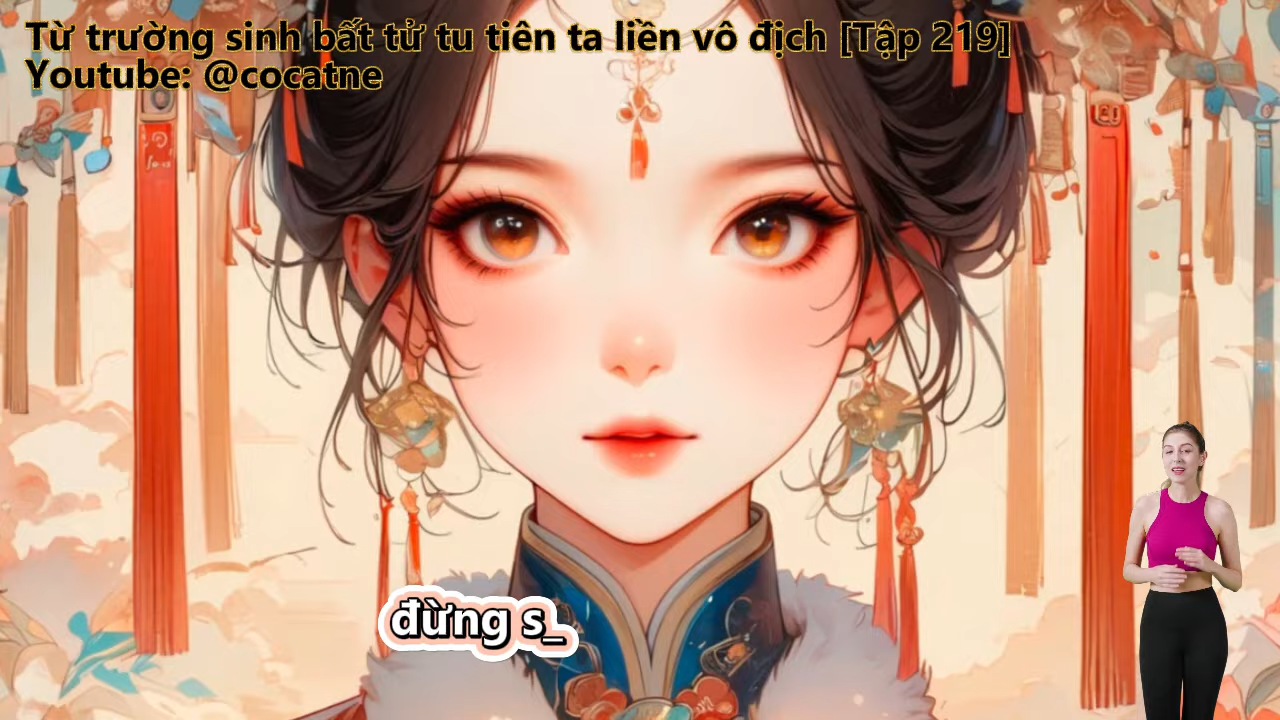 Từ trường sinh bất tử tu tiên ta liền vô địch [Tập 219]
Youtube: @cocatne
đừng s_